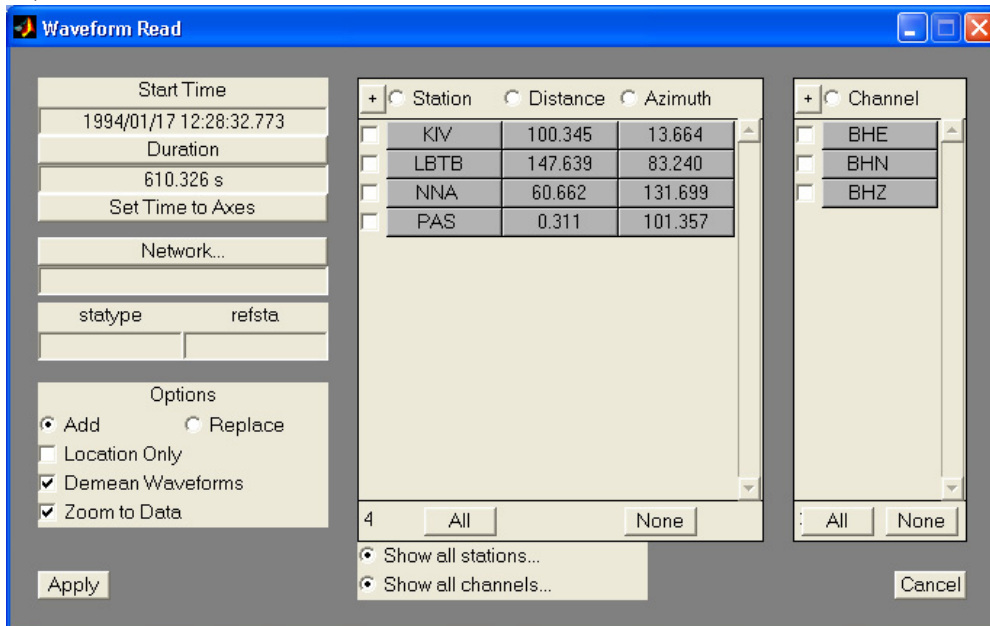 Waveform Read
Start Time
1994/01/17 12:28:32.773
Duration
610.326 s
Set Time to Axes
Network...
statype refsta
Options
Add Replace
Location Only
Demean Waveforms
Zoom to Data
Apply
+ Station Distance Azimuth
KIV 100.345 13.664
LBTB 147.639 83.240
NNA 60.662 131.699
PAS 0.311 101.357
4 All None
Show all stations...
Show all channels...
+ Channel
BHE
BHN
BHZ
All None
Cancel